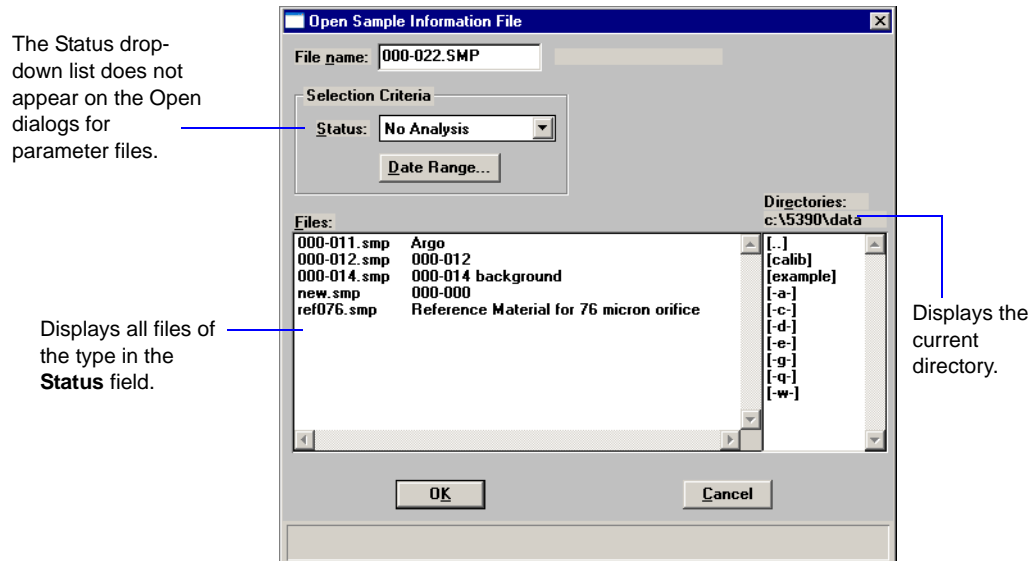 Open Sample Information File
The Status drop-
down list does not
appear on the Open
dialogs for
parameter files.
File name: 000-022.SMP
Selection Criteria
Status: No Analysis
Date Range...
Directories:
c:\5390\data
Files:
000-011.smp Argo
000-012.smp 000-012
000-014.smp 000-014 background
new.smp 000-000
ref076.smp Reference Material for 76 micron orifice
[..]
[calib]
[example]
[-a-]
[-c-]
[-d-]
[-e-]
[-g-]
[-q-]
[-w-]
Displays all files of
the type in the
Status field.
Displays the
current
directory.
OK
Cancel